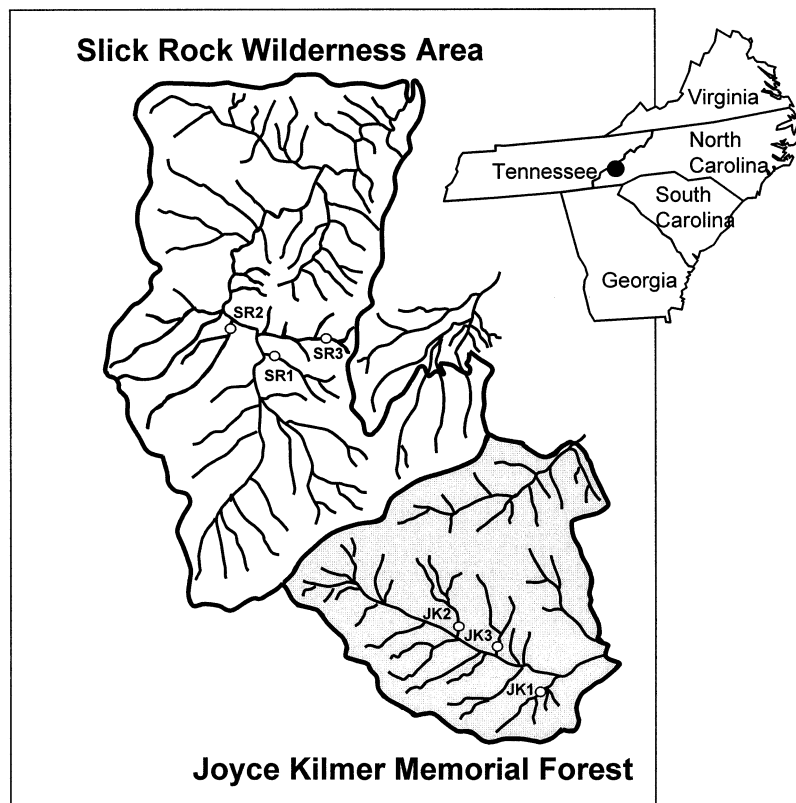 Slick Rock Wilderness Area
Virginia
North
Carolina
Tennessee
South
Carolina
Georgia
SR2
SR3
SR1
JK2
JK3
JK1
Joyce Kilmer Memorial Forest